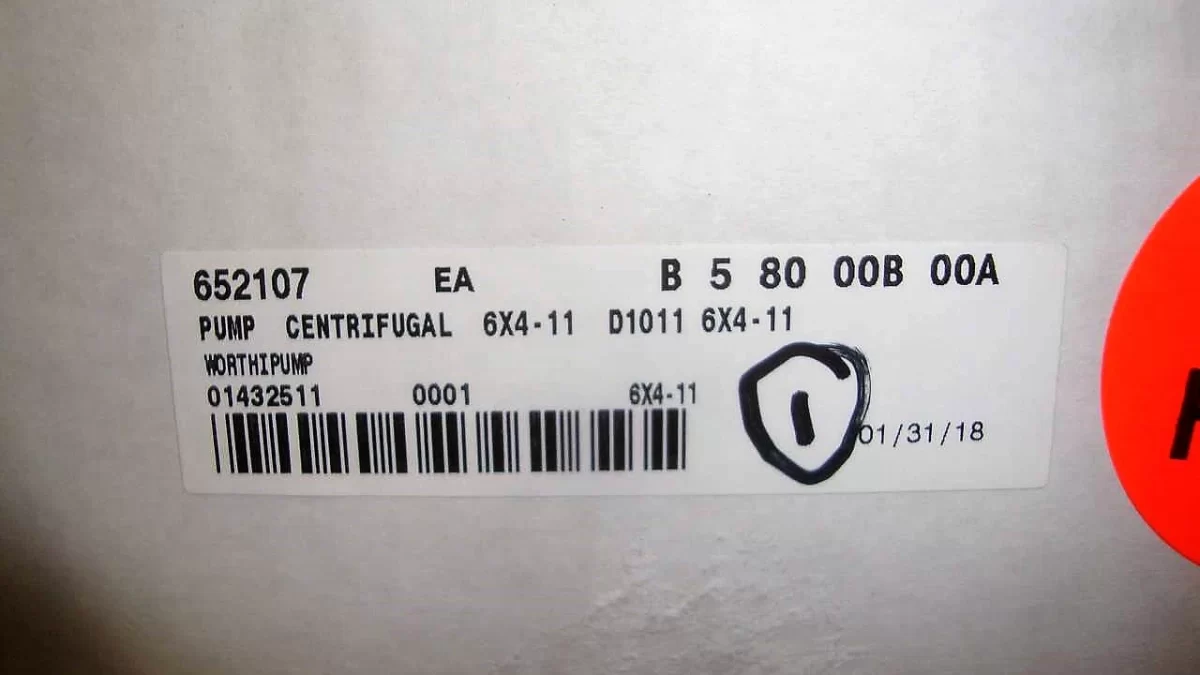 652107 EA B 5 80 00B 00A
PUMP CENTRIFUGAL 6X4-11 D1011 6X4-11
WORTHIPUMP
01432511 0001 6X4-11
1
01/31/18